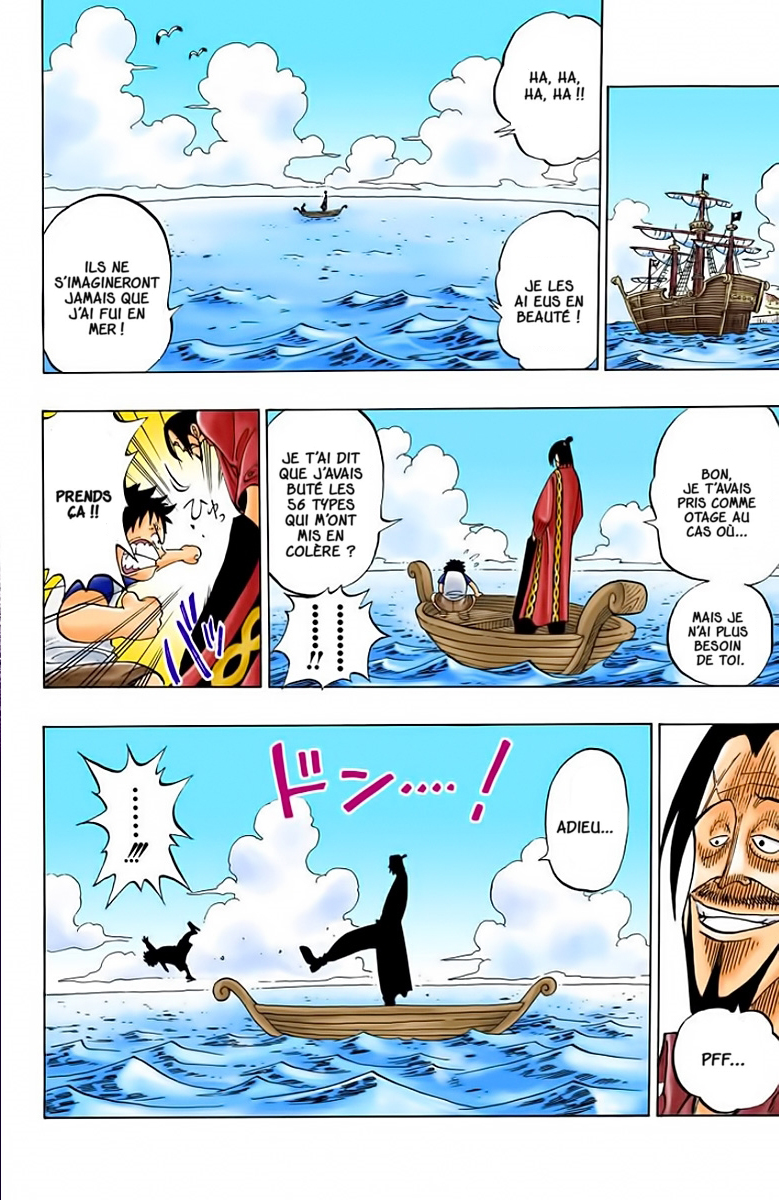 HA, HA,
HA, HA !!
JE LES
AI EUS EN
BEAUTÉ !
ILS NE
S'IMAGINERONT
JAMAIS QUE
J'AI FUI EN
MER !
BON,
JE T'AVAIS
PRIS COMME
OTAGE AU
CAS OÙ...
MAIS JE
N'AI PLUS
BESOIN
DE TOI.
JE T'AI DIT
QUE J'AVAIS
BUTÉ LES
56 TYPES
QUI M'ONT
MIS EN
COLÈRE ?
......
......!!
PRENDS
ÇA !!
バッ
PFF...
ADIEU...
ドン....!
......!!!